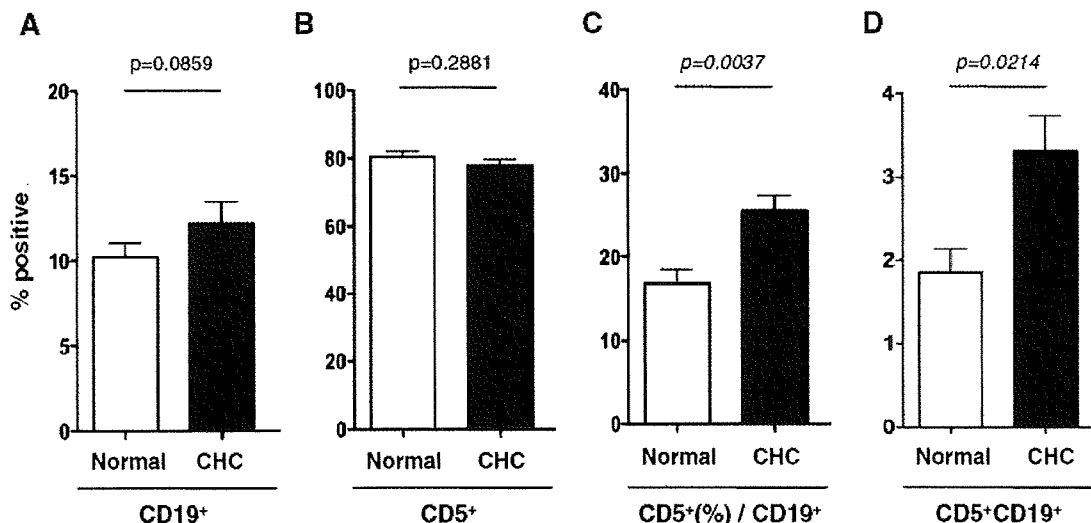 A
B
C
D
p=0.0859
p=0.2881
p=0.0037
p=0.0214
% positive
20
15
10
5
0
100
80
60
40
20
0
40
30
20
10
0
4
3
2
1
0
Normal CHC
Normal CHC
Normal CHC
Normal CHC
CD19⁺
CD5⁺
CD5⁺(%) / CD19⁺
CD5⁺CD19⁺